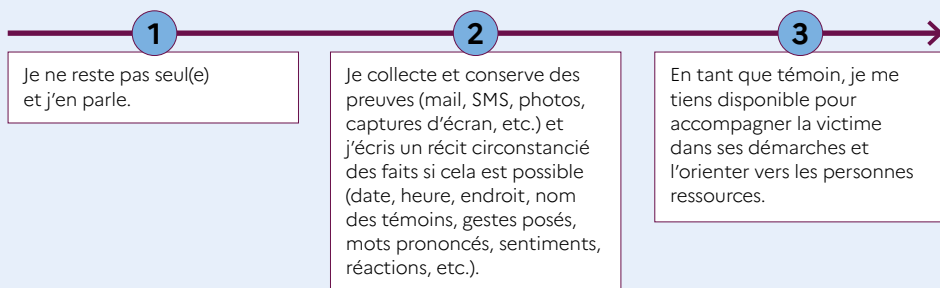 1
Je ne reste pas seul(e)
et j’en parle.
2
Je collecte et conserve des
preuves (mail, SMS, photos,
captures d’écran, etc.) et
j’écris un récit circonstancié
des faits si cela est possible
(date, heure, endroit, nom
des témoins, gestes posés,
mots prononcés, sentiments,
réactions, etc.).
3
En tant que témoin, je me
tiens disponible pour
accompagner la victime
dans ses démarches et
l’orienter vers les personnes
ressources.